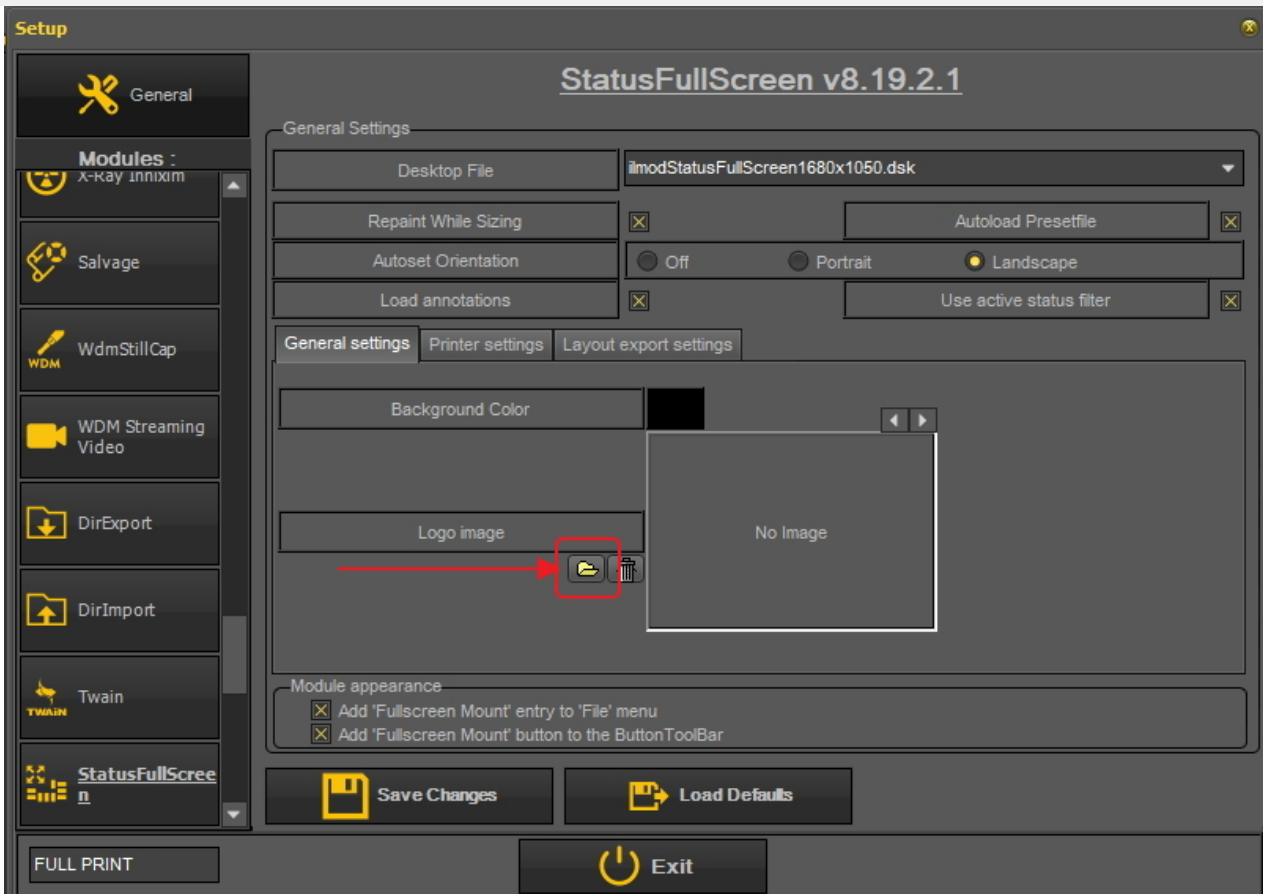 Setup
General
Modules :
X-Ray Innixim
Salvage
WDM
WdmStillCap
WDM Streaming
Video
DirExport
DirImport
TWAIN
Twain
StatusFullScree
n
FULL PRINT
StatusFullScreen v8.19.2.1
General Settings
Desktop File
ilmodStatusFullScreen1680x1050.dsk
Repaint While Sizing
Autoload Presetfile
Autoset Orientation
Off
Portrait
Landscape
Load annotations
Use active status filter
General settings
Printer settings
Layout export settings
Background Color
Logo image
No Image
Module appearance
Add 'Fullscreen Mount' entry to 'File' menu
Add 'Fullscreen Mount' button to the ButtonToolBar
Save Changes
Load Defaults
Exit